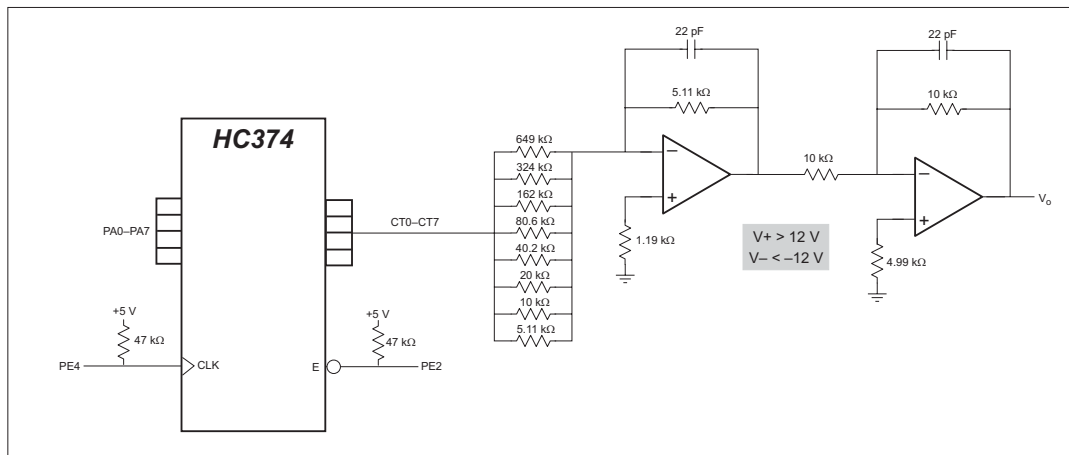 22 pF
22 pF
5.11 kΩ
10 kΩ
HC374
649 kΩ
324 kΩ
10 kΩ
162 kΩ
PA0–PA7
CT0–CT7
80.6 kΩ
Vo
1.19 kΩ
V+ > 12 V
V– < –12 V
40.2 kΩ
4.99 kΩ
20 kΩ
10 kΩ
+5 V
+5 V
5.11 kΩ
47 kΩ
47 kΩ
PE4
CLK
E
PE2